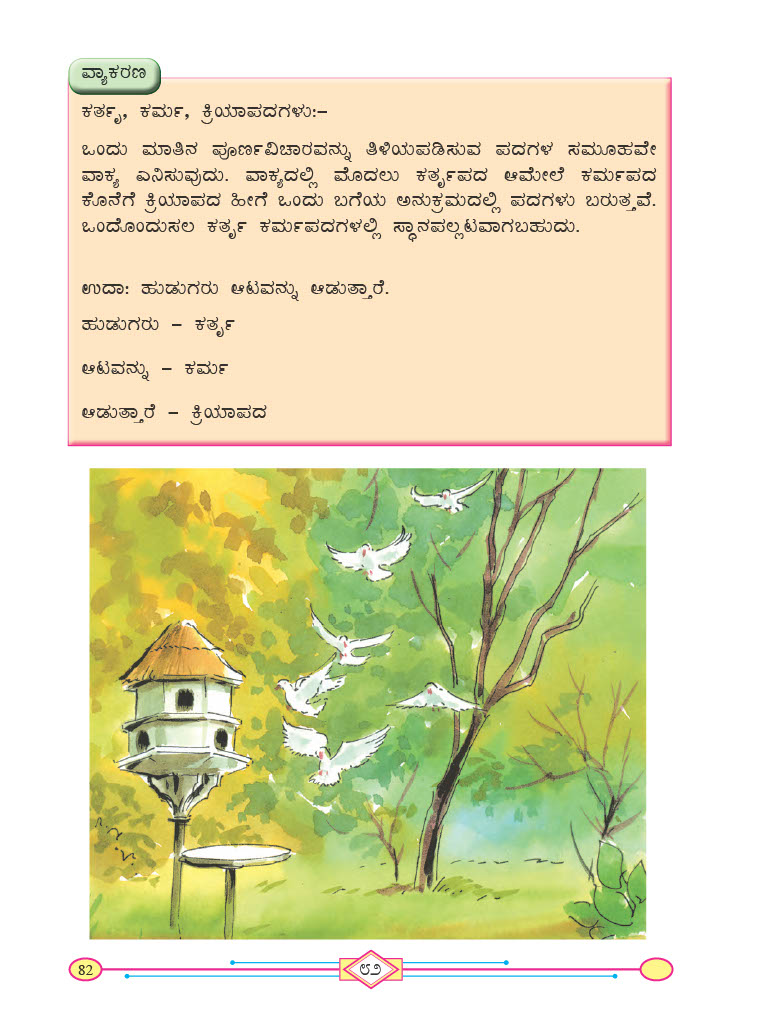 ವ್ಯಾಕರಣ
ಕರ್ತೃ, ಕರ್ಮ, ಕ್ರಿಯಾಪದಗಳು:–
ಒಂದು ಮಾತಿನ ಪೂರ್ಣವಿಚಾರವನ್ನು ತಿಳಿಯಪಡಿಸುವ ಪದಗಳ ಸಮೂಹವೇ
ವಾಕ್ಯ ಎನಿಸುವುದು. ವಾಕ್ಯದಲ್ಲಿ ಮೊದಲು ಕರ್ತೃಪದ ಆಮೇಲೆ ಕರ್ಮಪದ
ಕೊನೆಗೆ ಕ್ರಿಯಾಪದ ಹೀಗೆ ಒಂದು ಬಗೆಯ ಅನುಕ್ರಮದಲ್ಲಿ ಪದಗಳು ಬರುತ್ತವೆ.
ಒಂದೊಂದುಸಲ ಕರ್ತೃ ಕರ್ಮಪದಗಳಲ್ಲಿ ಸ್ಥಾನಪಲ್ಲಟವಾಗಬಹುದು.
ಉದಾ: ಹುಡುಗರು ಆಟವನ್ನು ಆಡುತ್ತಾರೆ.
ಹುಡುಗರು – ಕರ್ತೃ
ಆಟವನ್ನು – ಕರ್ಮ
ಆಡುತ್ತಾರೆ – ಕ್ರಿಯಾಪದ
82
೮೨